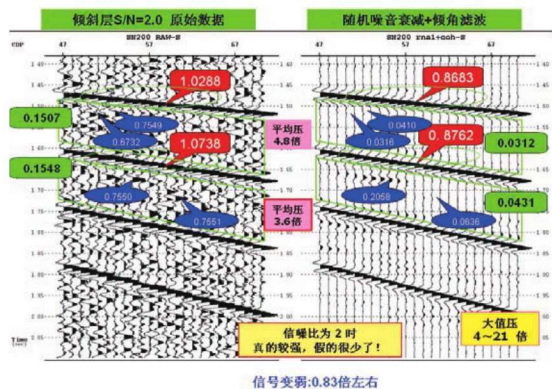 倾斜层S/N=2.0 原始数据
随机噪音衰减+倾角滤波
SN200 RAW-S
SN200 rna1+ooh-S
CDP
47
57
67
47
57
67
1.0288
0.8683
0.1507
0.7549
0.6732
平均压
4.8倍
0.0410
0.0316
0.8762
0.0312
1.0738
0.1548
0.7550
0.7551
平均压
3.6倍
0.2058
0.0636
0.0431
信噪比为 2 时
真的较强，假的很少了！
大值压
4～21 倍
Time
信号变弱:0.83倍左右